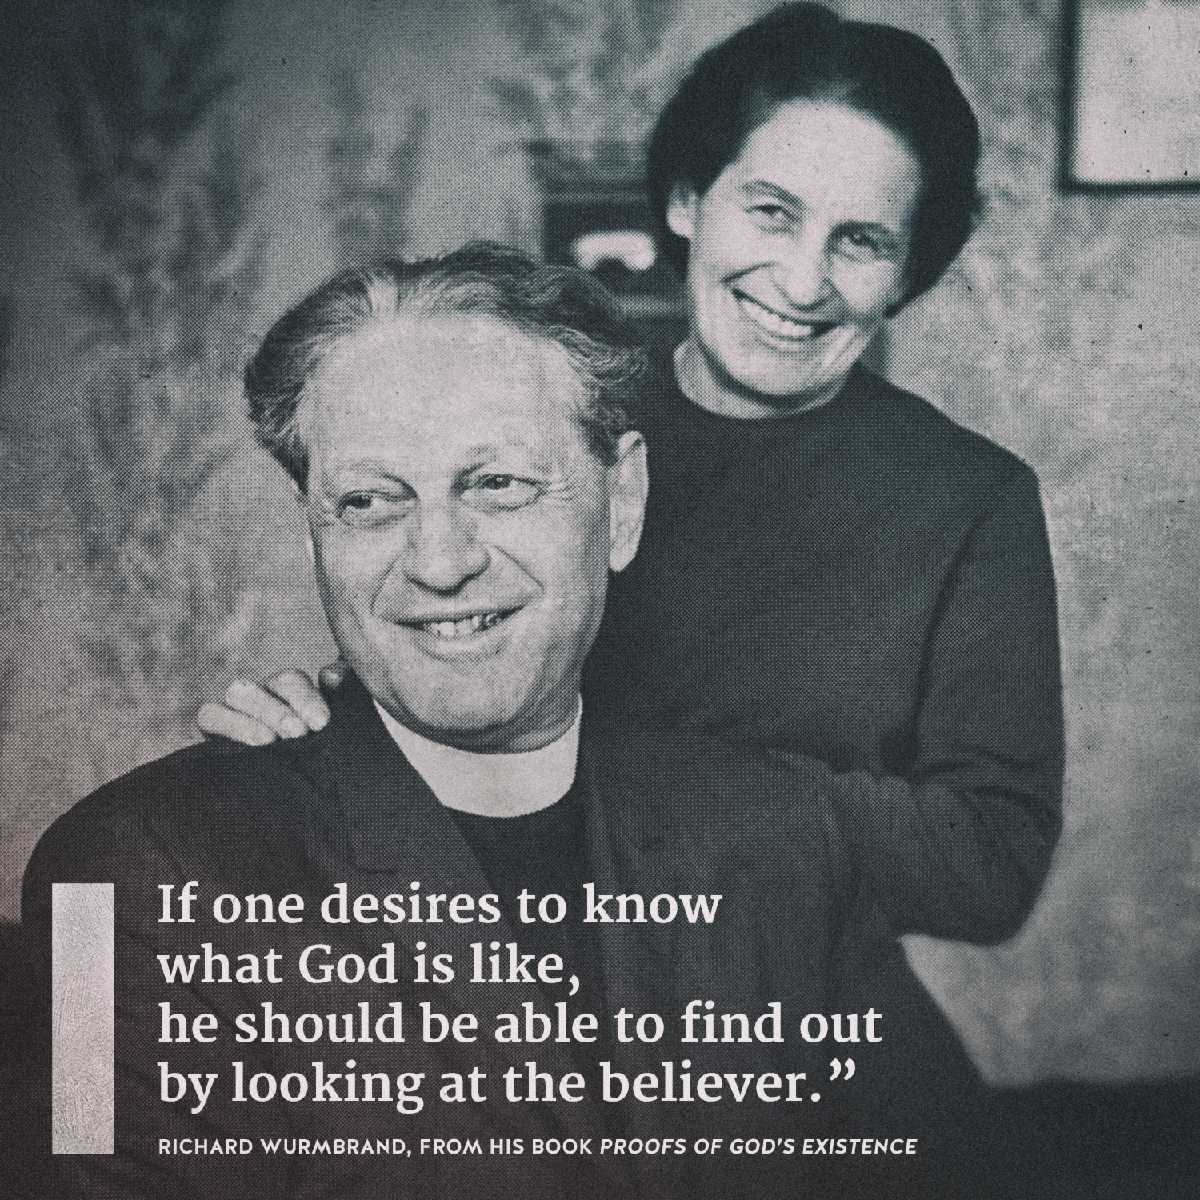 If one desires to know
what God is like,
he should be able to find out
by looking at the believer.”
RICHARD WURMBRAND, FROM HIS BOOK PROOFS OF GOD'S EXISTENCE